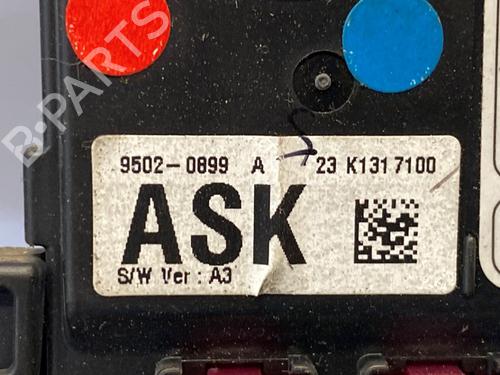 B-PARTS
9502-0899 A 23 K1317100
ASK
S/W Ver : A3